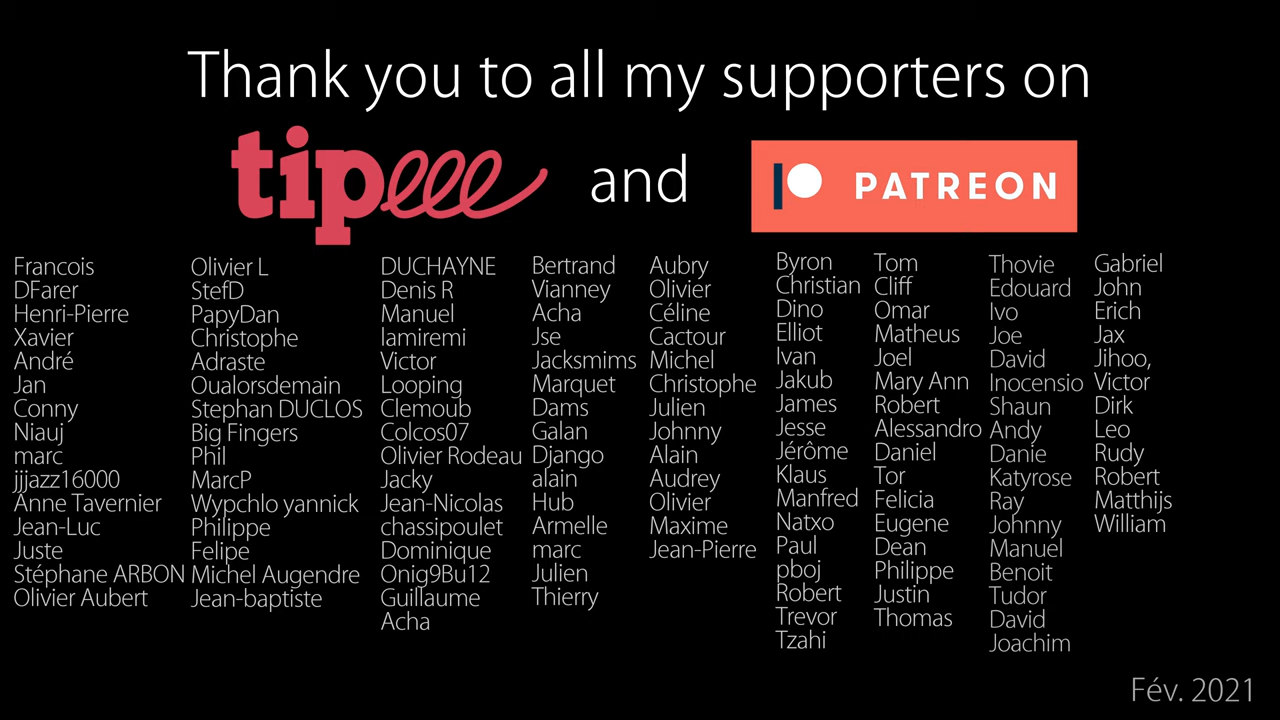 Thank you to all my supporters on
tipeee and PATREON
Francois
DFarer
Henri-Pierre
Xavier
André
Jan
Conny
Niauj
marc
jjjazz16000
Anne Tavernier
Jean-Luc
Juste
Stéphane ARBON
Olivier Aubert
Olivier L
StefD
PapyDan
Christophe
Adraste
Oualorsdemain
Stephan DUCLOS
Big Fingers
Phil
MarcP
Wypchlo yannick
Philippe
Felipe
Michel Augendre
Jean-baptiste
DUCHAYNE
Denis R
Manuel
lamiremi
Victor
Looping
Clemoub
Colcos07
Olivier Rodeau
Jacky
Jean-Nicolas
chassipoulet
Dominique
Onig9Bu12
Guillaume
Acha
Bertrand
Vianney
Acha
Jse
Jacksmims
Marquet
Dams
Galan
Django
alain
Hub
Armelle
marc
Julien
Thierry
Aubry
Olivier
Céline
Cactour
Michel
Christophe
Julien
Johnny
Alain
Audrey
Olivier
Maxime
Jean-Pierre
Byron
Christian
Dino
Elliot
Ivan
Jakub
James
Jesse
Jérôme
Klaus
Manfred
Natxo
Paul
pboj
Robert
Trevor
Tzahi
Tom
Cliff
Omar
Matheus
Joel
Mary Ann
Robert
Alessandro
Daniel
Tor
Felicia
Eugene
Dean
Philippe
Justin
Thomas
Thovie
Edouard
Ivo
Joe
David
Inocensio
Shaun
Andy
Danie
Katyrose
Ray
Johnny
Manuel
Benoit
Tudor
David
Joachim
Gabriel
John
Erich
Jax
Jihoo,
Victor
Dirk
Leo
Rudy
Robert
Matthijs
William
Fév. 2021